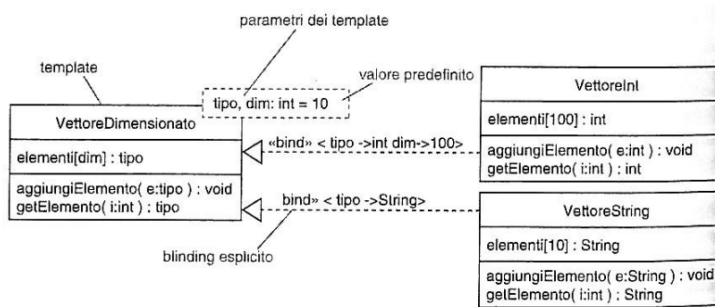 parametri dei template
template
valore predefinito
tipo, dim: int = 10
VettoreDimensionato
elementi[dim] : tipo
aggiungiElemento( e:tipo ) : void
getElemento( i:int ) : tipo
«bind» < tipo ->int dim->100>
bind» < tipo ->String>
blinding esplicito
VettoreInt
elementi[100] : int
aggiungiElemento( e:int ) : void
getElemento( i:int ) : int
VettoreString
elementi[10] : String
aggiungiElemento( e:String ) : void
getElemento( i:int ) : String